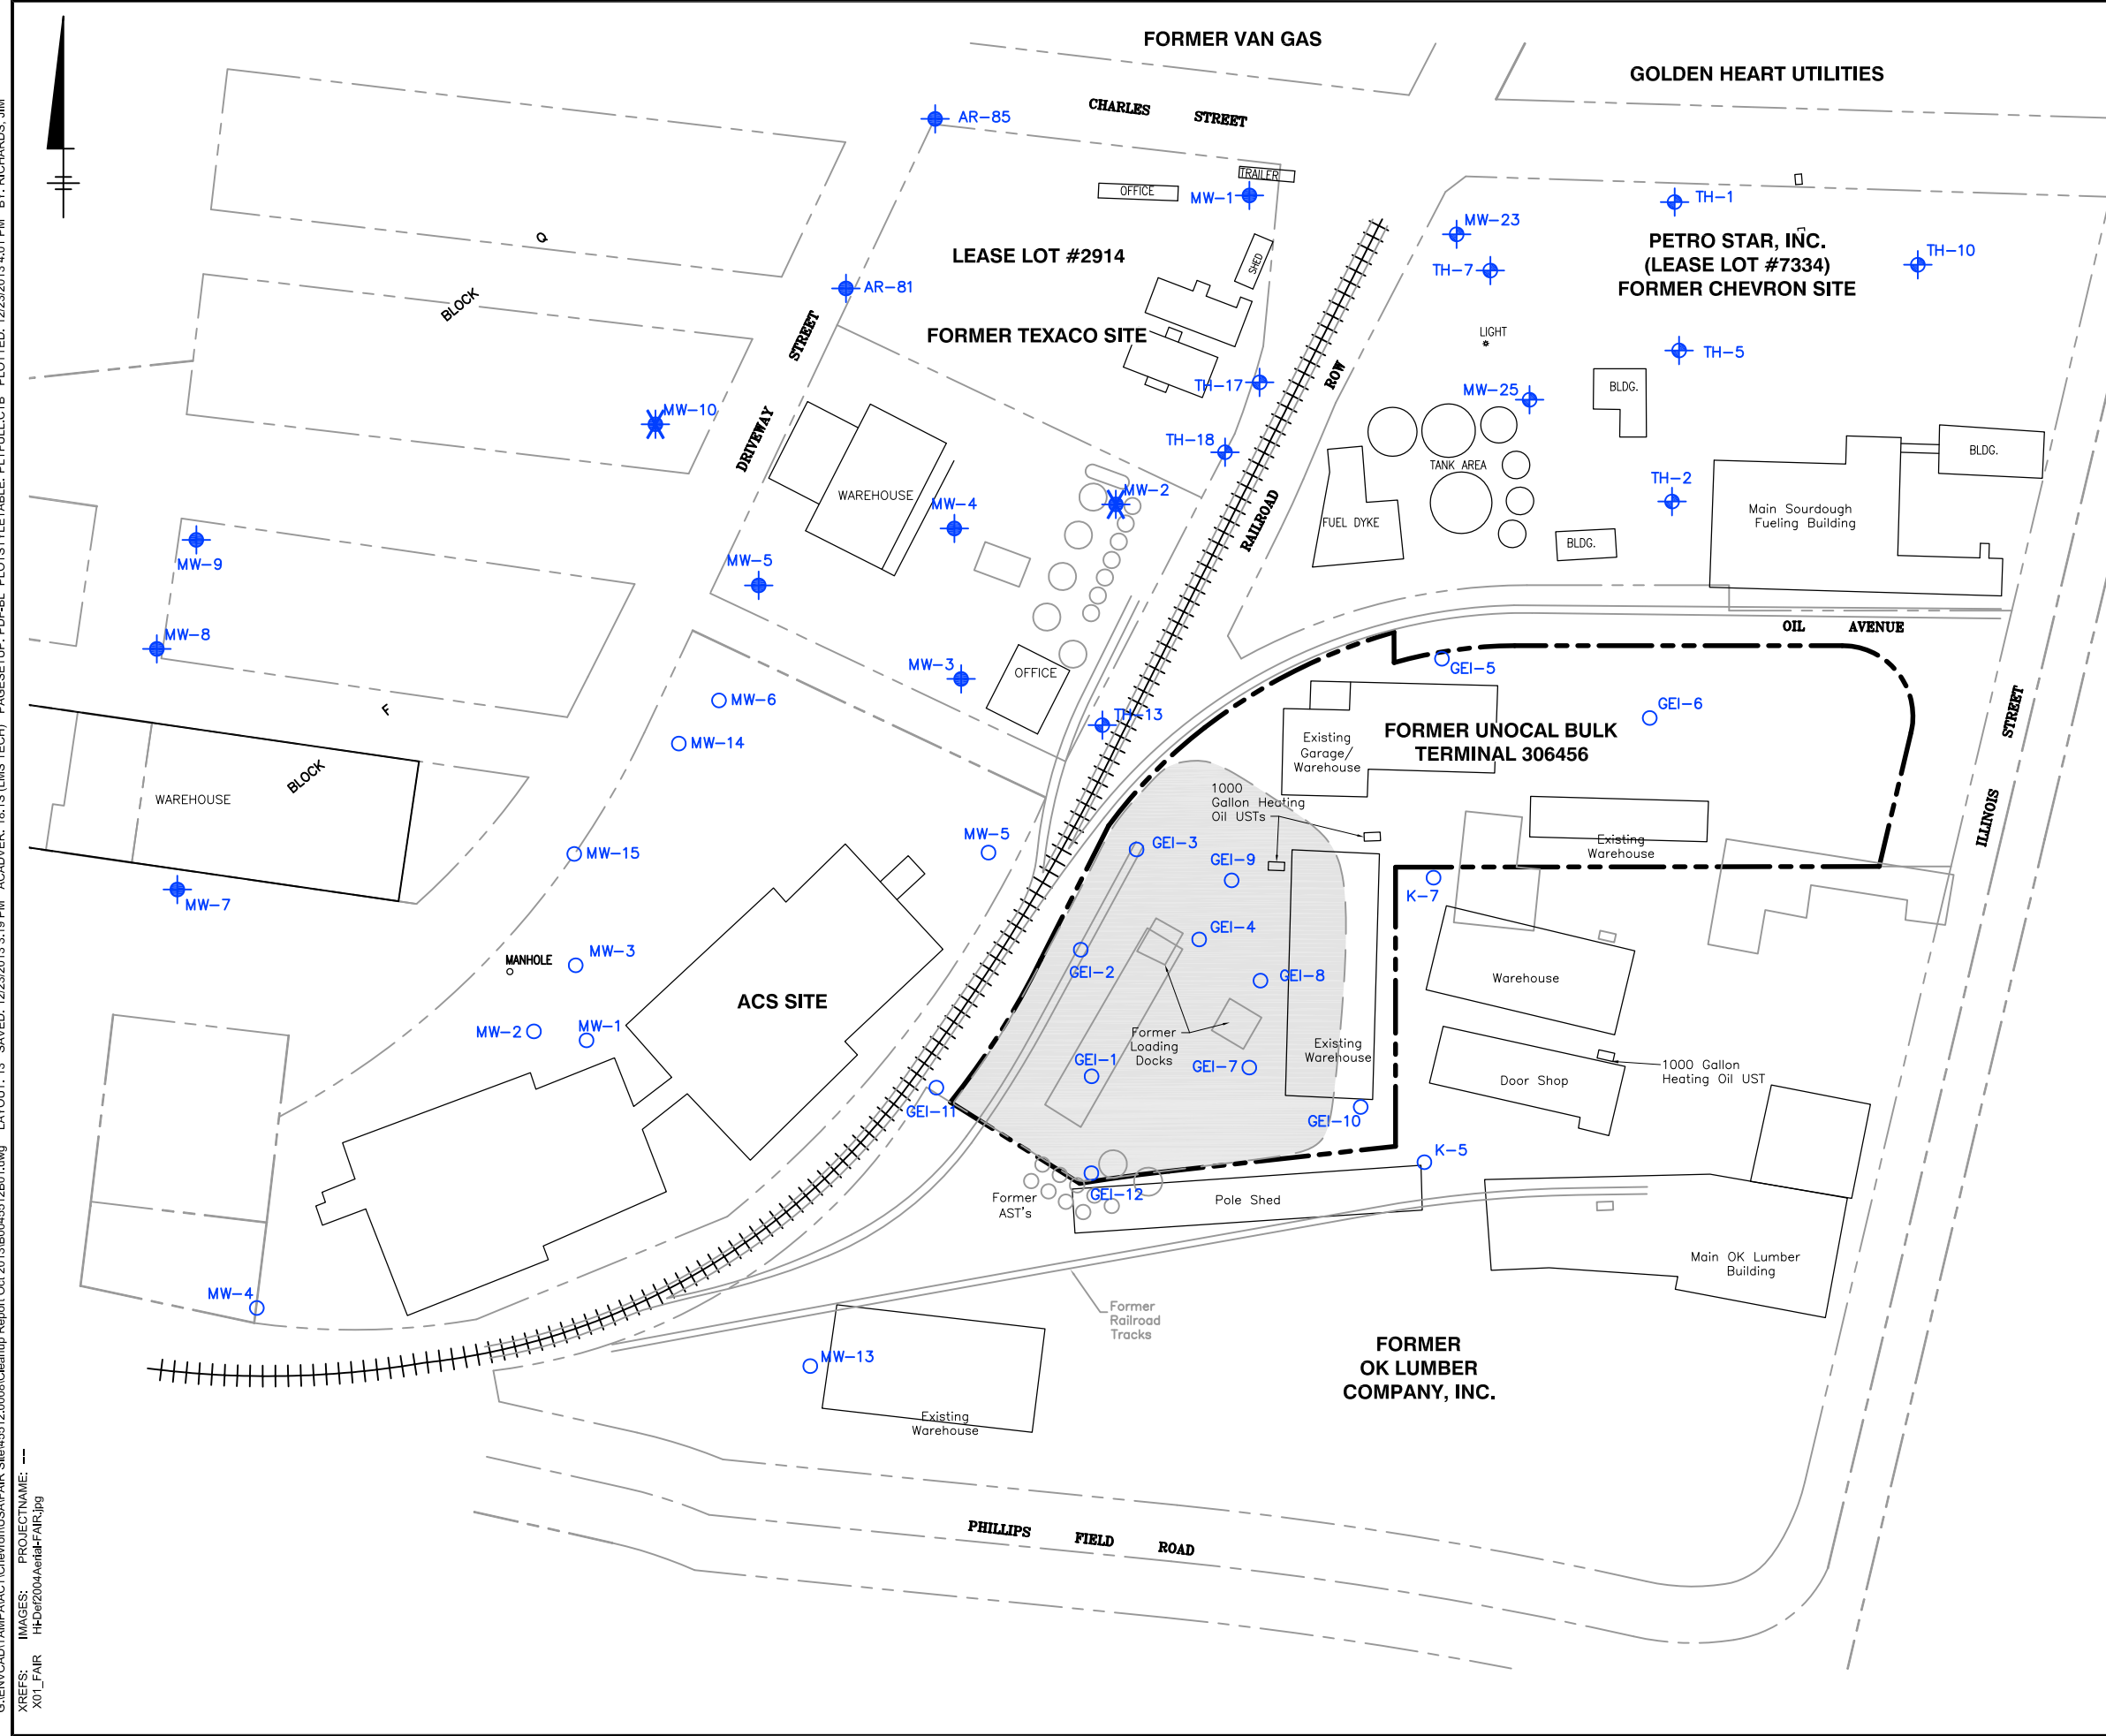 FORMER VAN GAS
GOLDEN HEART UTILITIES
CHARLES STREET
AR-85
TRAILER
OFFICE
MW-1
TH-1
MW-23
Q
LEASE LOT #2914
SHED
TH-7
PETRO STAR, INC.
(LEASE LOT #7334)
FORMER CHEVRON SITE
TH-10
AR-81
BLOCK
DRIVEWAY STREET
FORMER TEXACO SITE
LIGHT
TH-5
TH-17
RAILROAD ROW
MW-25
BLDG.
MW-10
TH-18
TANK AREA
BLDG.
WAREHOUSE
MW-4
MW-2
TH-2
FUEL DYKE
Main Sourdough
Fueling Building
BLDG.
MW-9
MW-5
MW-8
OIL AVENUE
MW-3
OFFICE
GEI-5
MW-6
TH-13
GEI-6
F
MW-14
FORMER UNOCAL BULK
TERMINAL 306456
Existing
Garage/
Warehouse
ILLINOIS STREET
BLOCK
WAREHOUSE
1000
Gallon Heating
Oil USTs
MW-15
MW-5
GEI-3
GEI-9
Existing
Warehouse
MW-7
K-7
GEI-4
MW-3
MANHOLE
GEI-2
GEI-8
Warehouse
ACS SITE
MW-2
MW-1
Former
Loading
Docks
Existing
Warehouse
GEI-1
GEI-7
1000 Gallon
Heating Oil UST
Door Shop
GEI-11
GEI-10
K-5
GEI-12
Former
AST's
Pole Shed
Main OK Lumber
Building
MW-4
Former
Railroad
Tracks
MW-13
FORMER
OK LUMBER
COMPANY, INC.
Existing
Warehouse
PHILLIPS FIELD ROAD
XREFS: IMAGES: PROJECTNAME: ---
X01_FAIR Hi-Def2004Aerial-FAIR.jpg